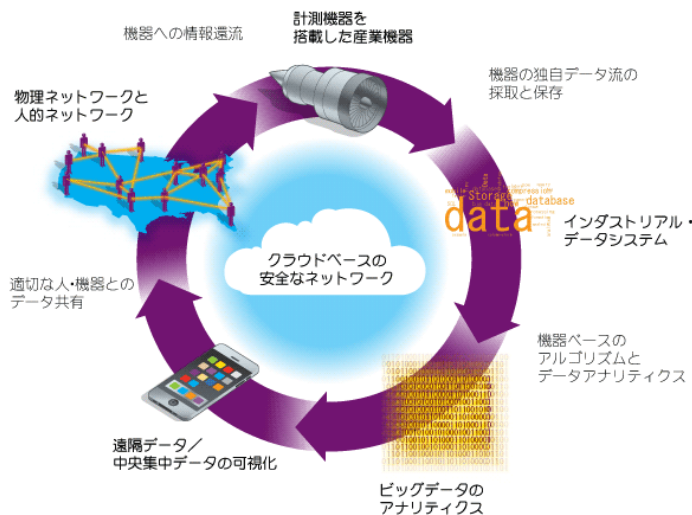 機器への情報還流
計測機器を
搭載した産業機器
機器の独自データ流の
採取と保存
物理ネットワークと
人的ネットワーク
Storage
database
data
インダストリアル・
データシステム
クラウドベースの
安全なネットワーク
適切な人・機器との
データ共有
機器ベースの
アルゴリズムと
データアナリティクス
遠隔データ／
中央集中データの可視化
ビッグデータの
アナリティクス